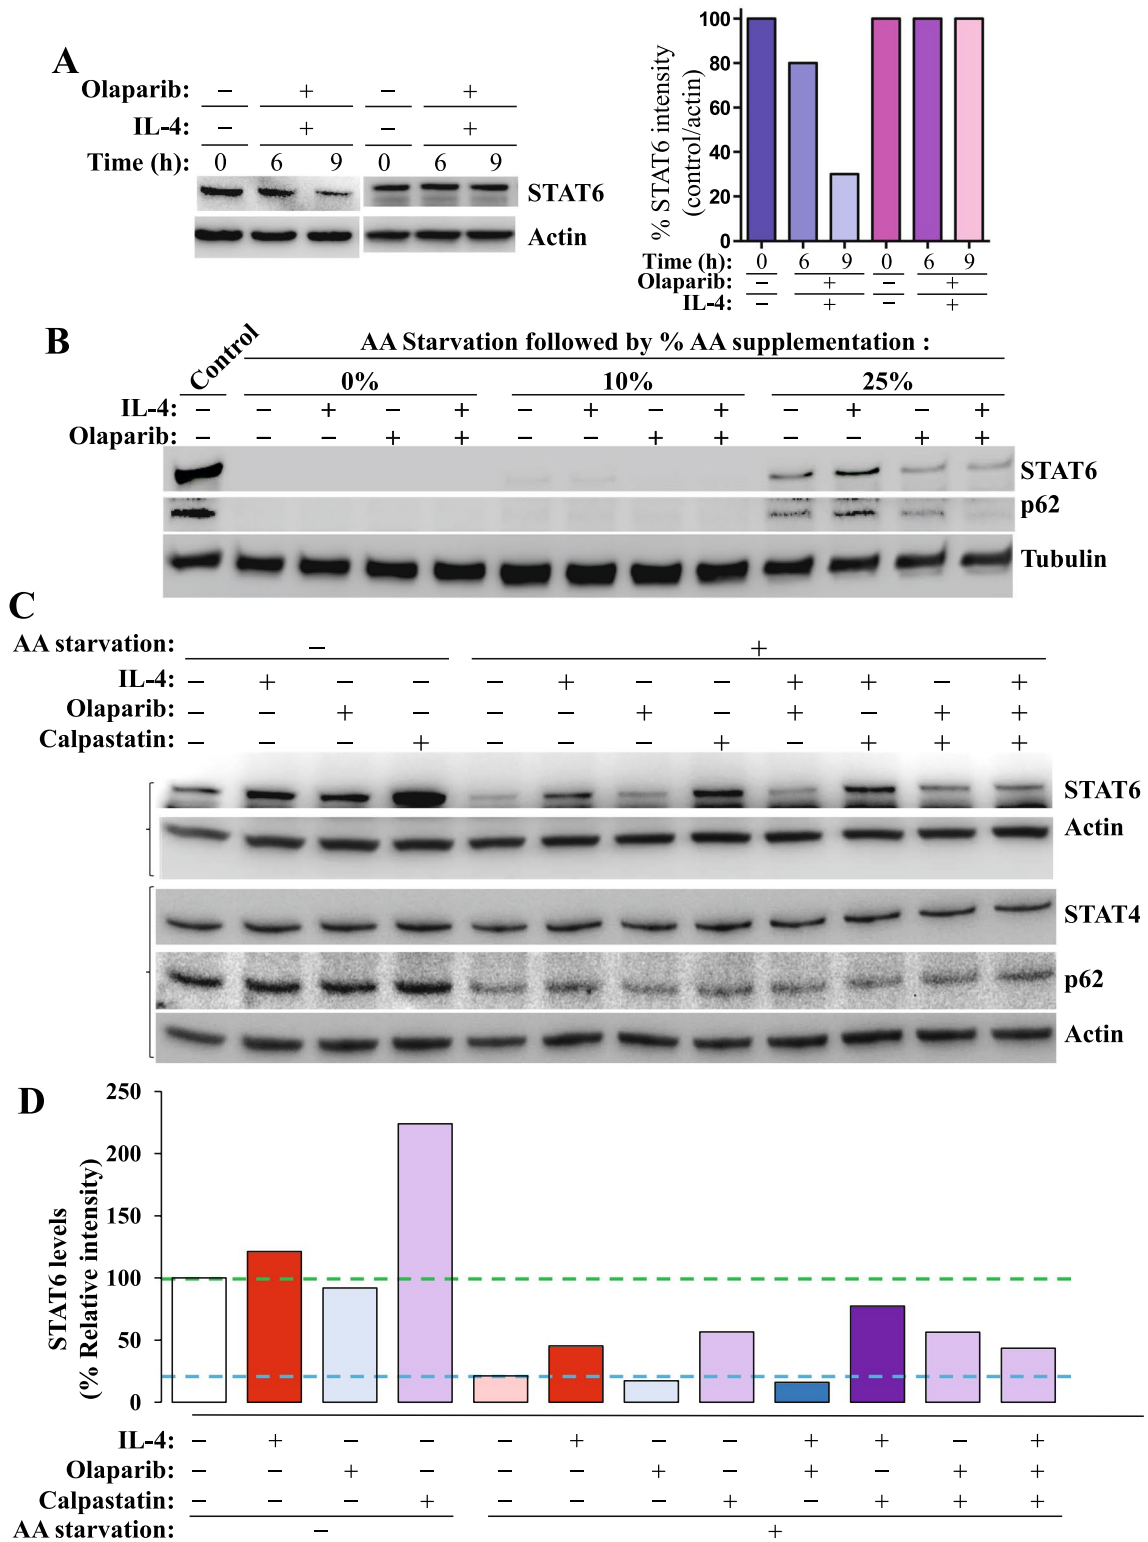 A
Olaparib: – + – +
IL-4: – + – +
Time (h): 0 6 9 0 6 9
STAT6
Actin
% STAT6 intensity
(control/actin)
100
80
60
40
20
0
Time (h): 0 6 9 0 6 9
Olaparib: – + – +
IL-4: – + – +
B
Control
AA Starvation followed by % AA supplementation :
0% 10% 25%
IL-4: – – + – + – + – + – + – +
Olaparib: – – – + + – – + + – – + +
STAT6
p62
Tubulin
C
AA starvation: – +
IL-4: – + – – – + – – + + – +
Olaparib: – – + – – – + – + – + +
Calpastatin: – – – + – – – + – + + +
STAT6
Actin
STAT4
p62
Actin
D
STAT6 levels
(% Relative intensity)
250
200
150
100
50
0
IL-4: – + – – – + – – + + – +
Olaparib: – – + – – – + – + – + +
Calpastatin: – – – + – – – + – + + +
AA starvation: – +